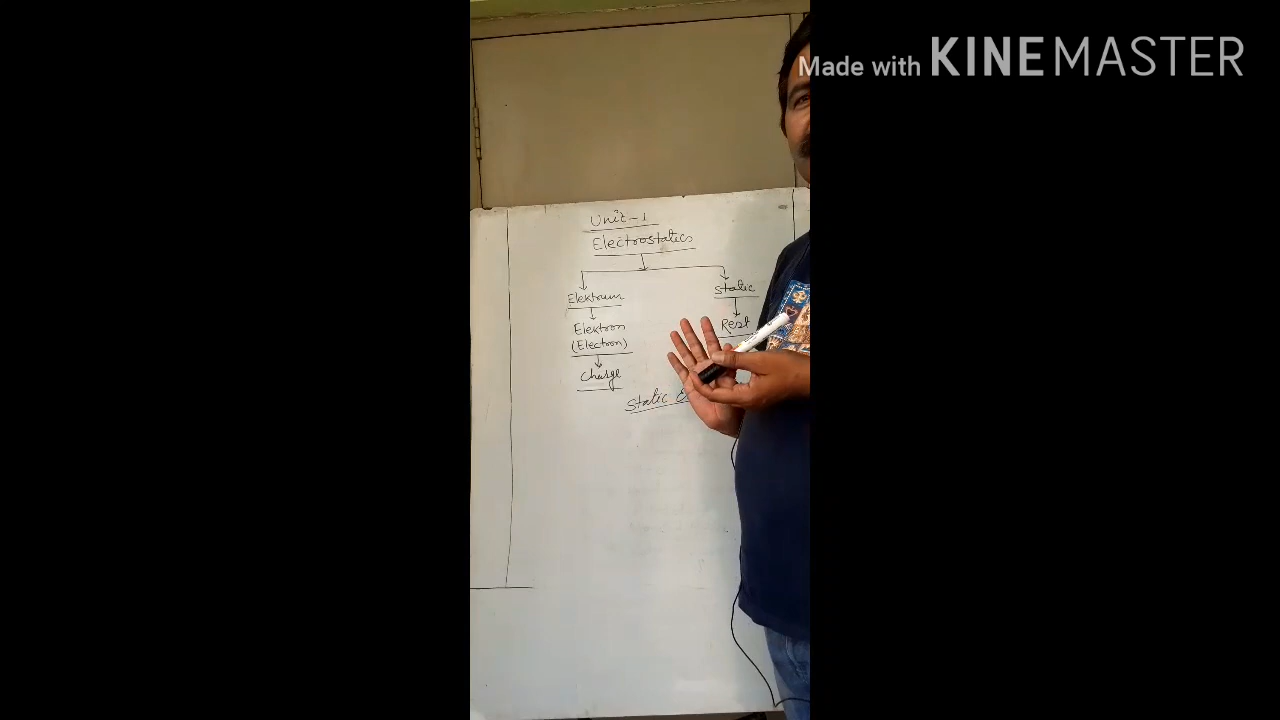 Made with KINEMASTER
Unit-1
Electrostatics
Elektrum
Static
Elektron
Rest
(Electron)
Charge
Static